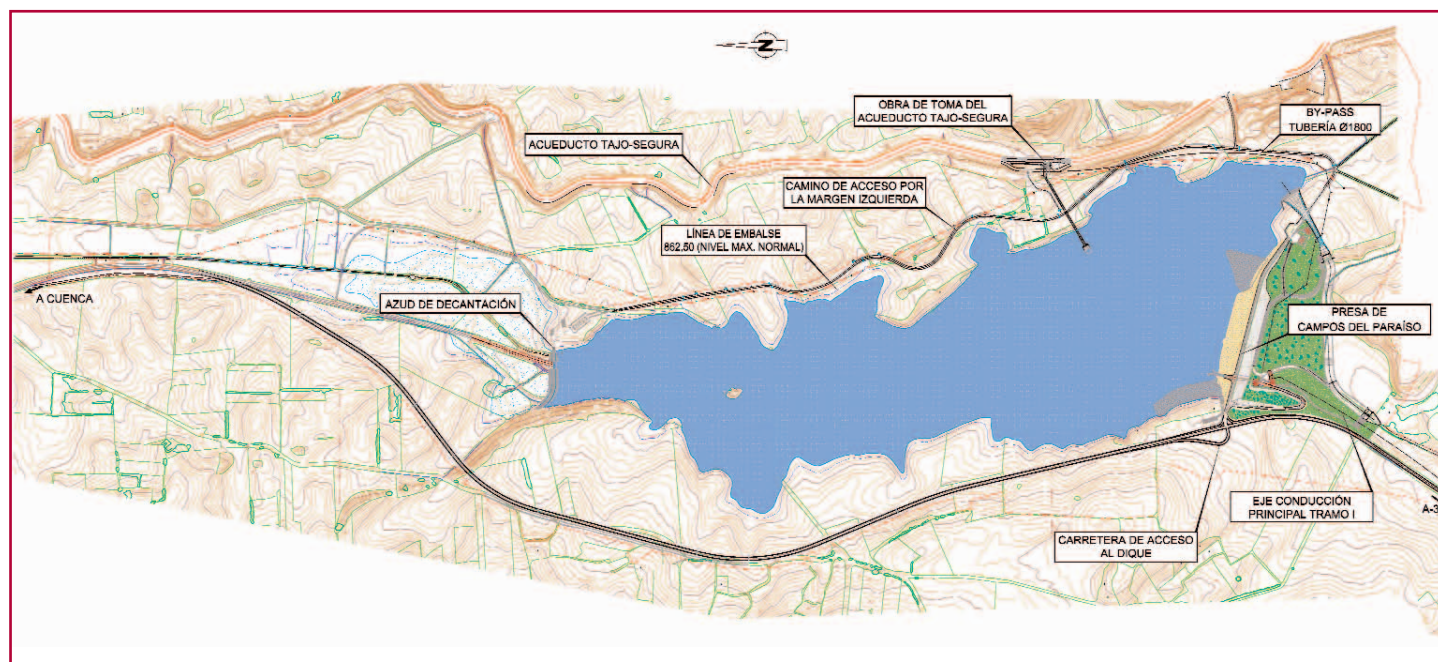 N
OBRA DE TOMA DEL
ACUEDUCTO TAJO-SEGURA
BY-PASS
TUBERÍA Ø1800
ACUEDUCTO TAJO-SEGURA
CAMINO DE ACCESO POR
LA MARGEN IZQUIERDA
LÍNEA DE EMBALSE
862,50 (NIVEL MAX. NORMAL)
A CUENCA
AZUD DE DECANTACIÓN
PRESA DE
CAMPOS DEL PARAÍSO
EJE CONDUCCIÓN
PRINCIPAL TRAMO I
A-3
CARRETERA DE ACCESO
AL DIQUE